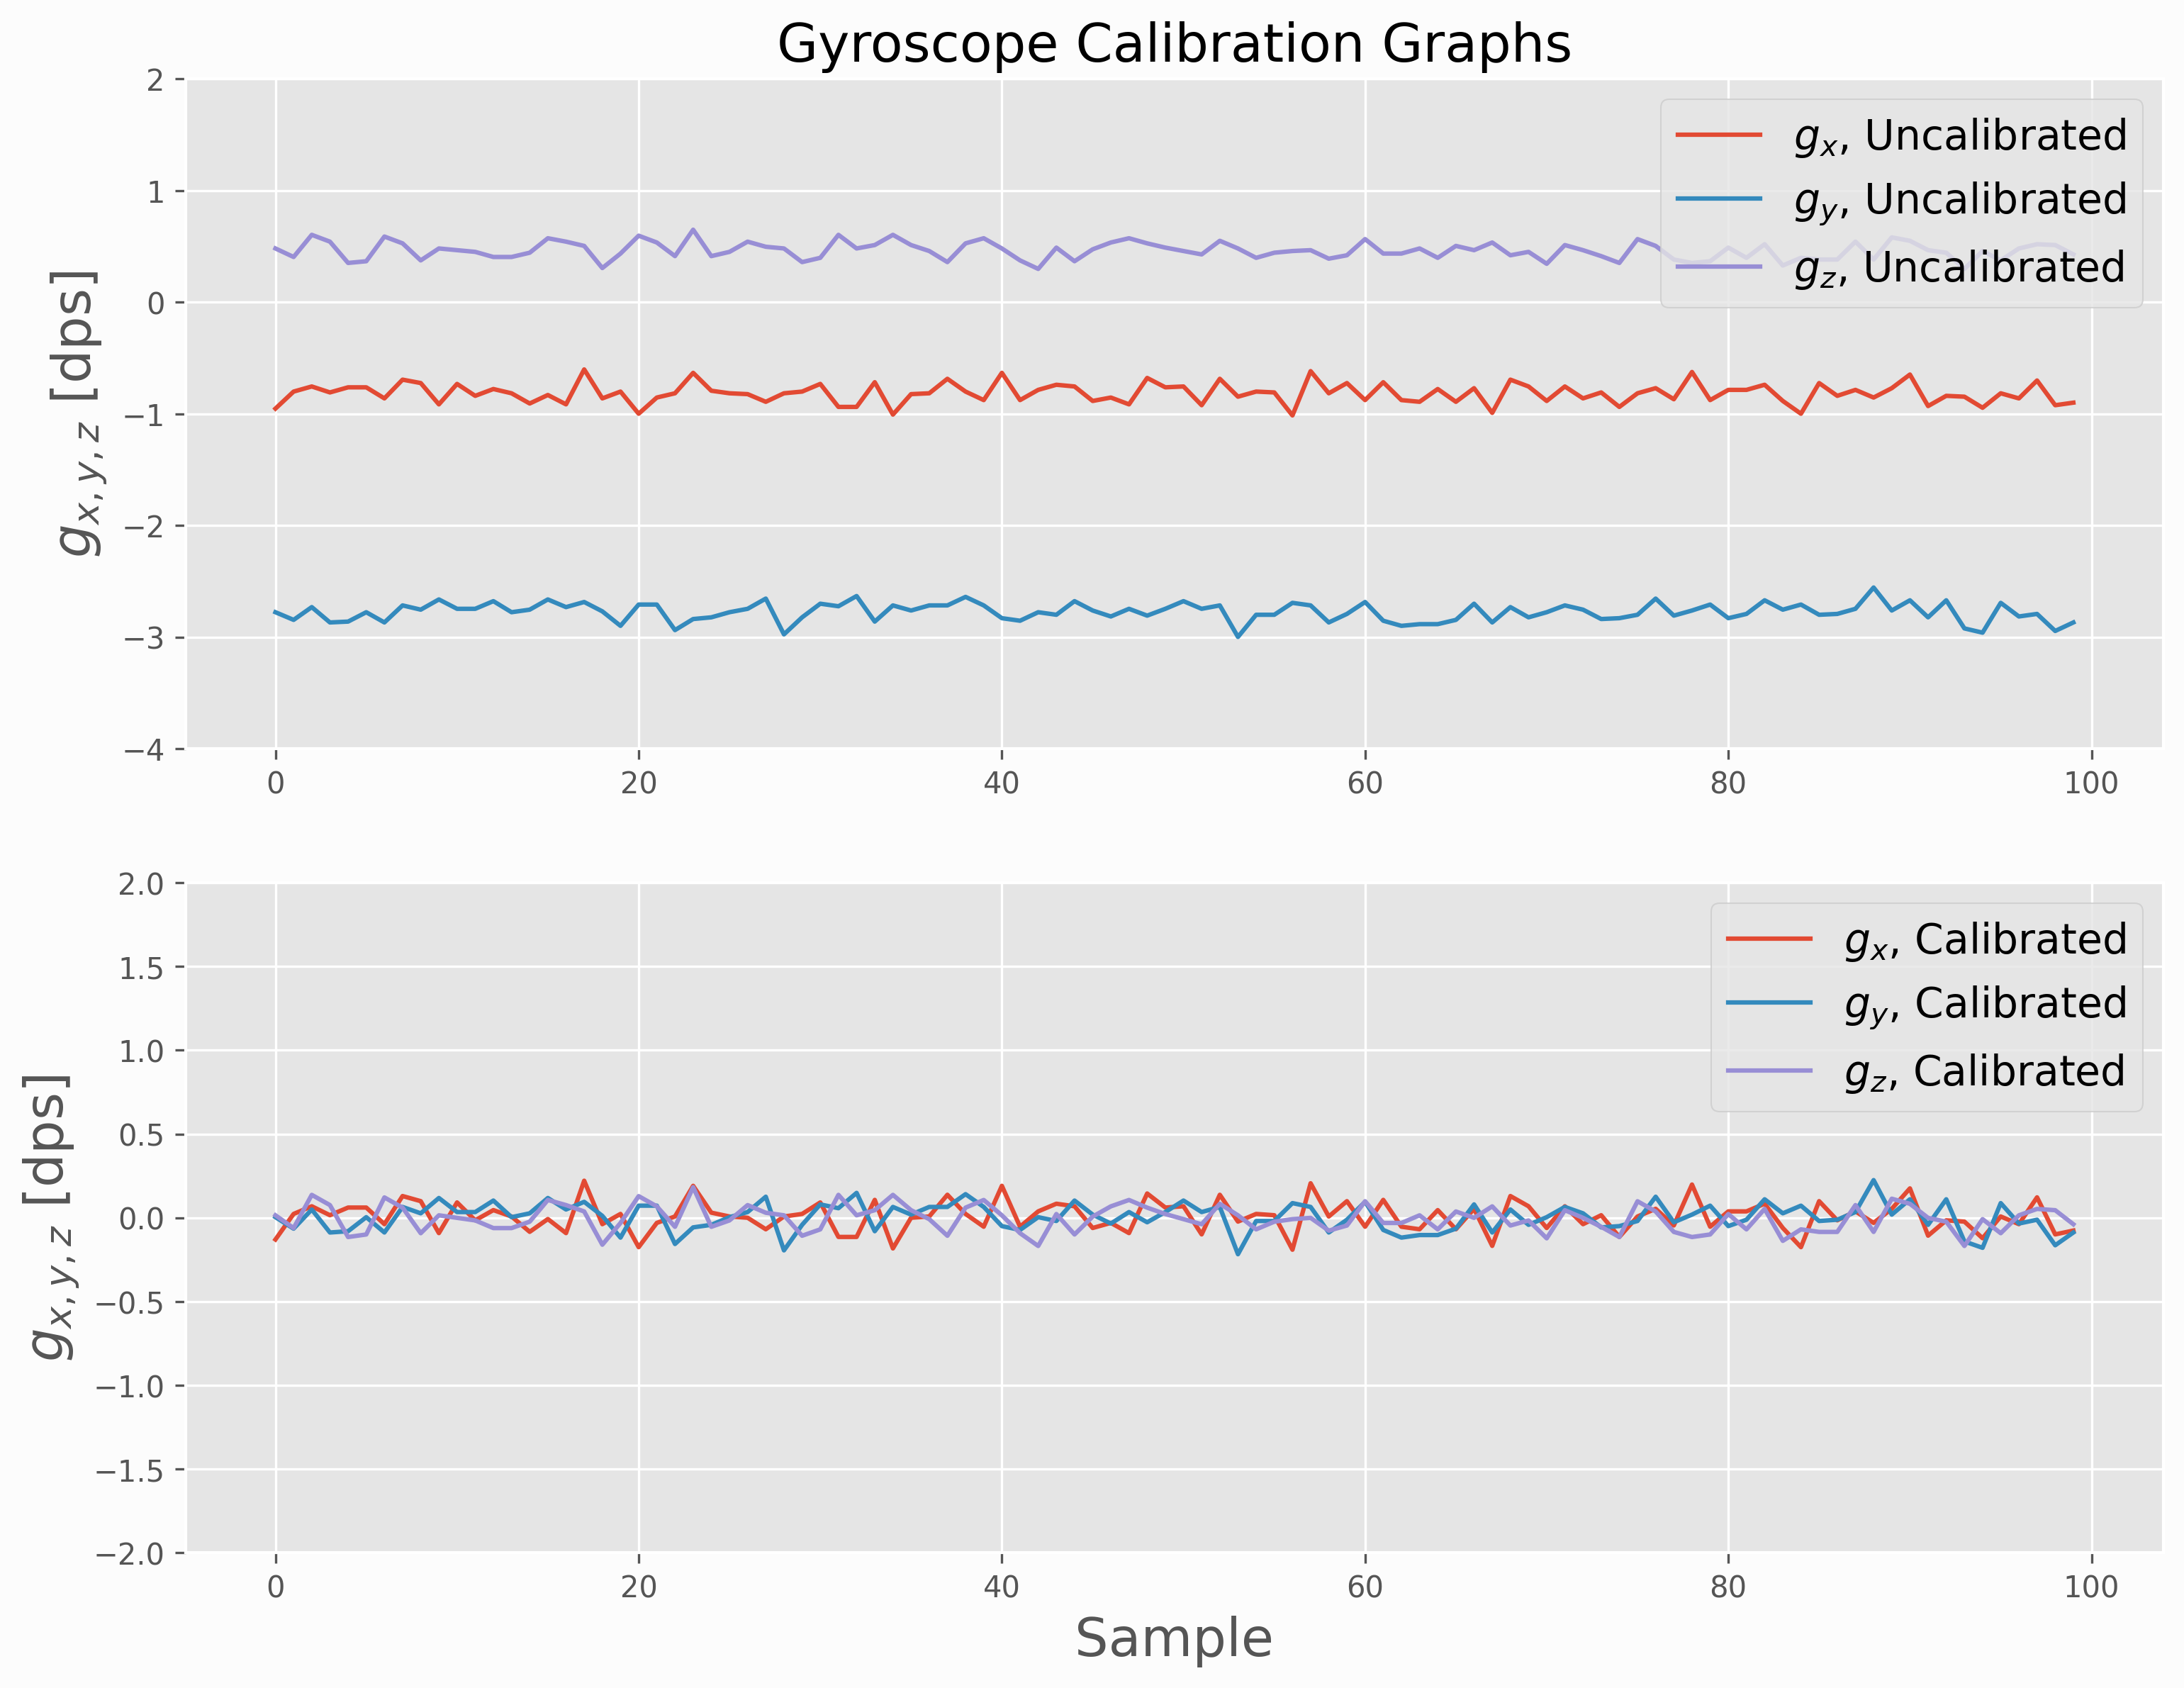 Gyroscope Calibration Graphs
2
1
0
−1
−2
−3
−4
g_x,y,z [dps]
g_x, Uncalibrated
g_y, Uncalibrated
g_z, Uncalibrated
0 20 40 60 80 100
2.0
1.5
1.0
0.5
0.0
−0.5
−1.0
−1.5
−2.0
g_x,y,z [dps]
g_x, Calibrated
g_y, Calibrated
g_z, Calibrated
0 20 40 60 80 100
Sample